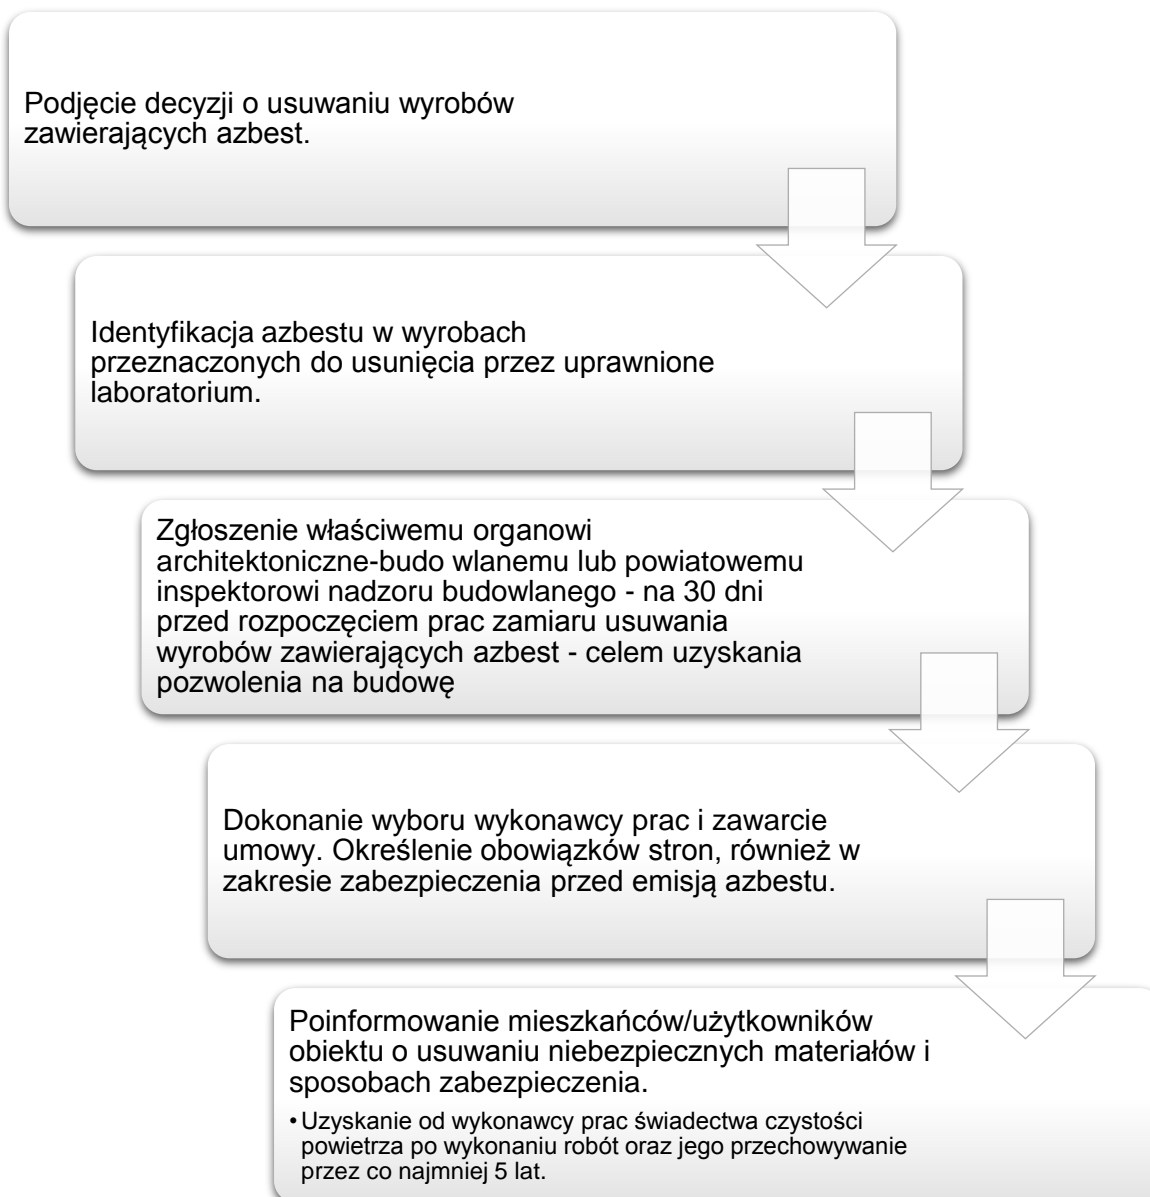 Podjęcie decyzji o usuwaniu wyrobów
zawierających azbest.
Identyfikacja azbestu w wyrobach
przeznaczonych do usunięcia przez uprawnione
laboratorium.
Zgłoszenie właściwemu organowi
architektoniczne-budo wlanemu lub powiatowemu
inspektorowi nadzoru budowlanego - na 30 dni
przed rozpoczęciem prac zamiaru usuwania
wyrobów zawierających azbest - celem uzyskania
pozwolenia na budowę
Dokonanie wyboru wykonawcy prac i zawarcie
umowy. Określenie obowiązków stron, również w
zakresie zabezpieczenia przed emisją azbestu.
Poinformowanie mieszkańców/użytkowników
obiektu o usuwaniu niebezpiecznych materiałów i
sposobach zabezpieczenia.
• Uzyskanie od wykonawcy prac świadectwa czystości
powietrza po wykonaniu robót oraz jego przechowywanie
przez co najmniej 5 lat.